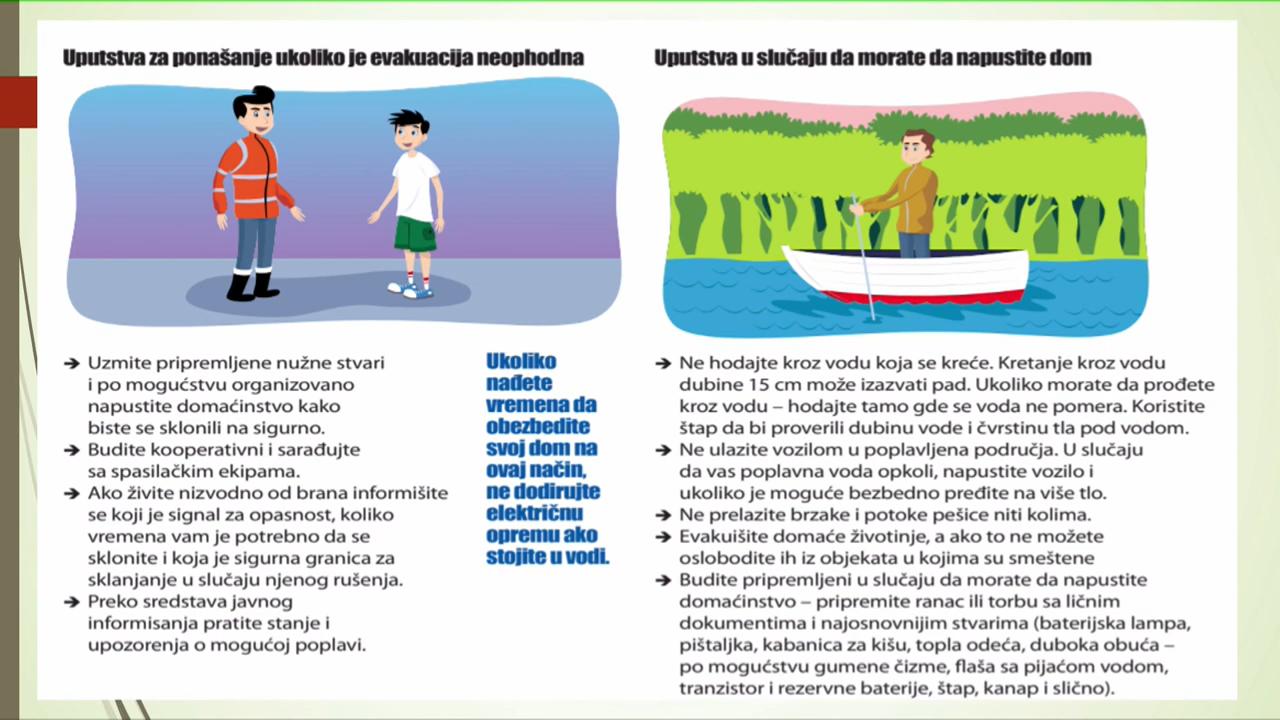 Uputstva za ponašanje ukoliko je evakuacija neophodna
➔ Uzmite pripremljene nužne stvari
i po mogućstvu organizovano
napustite domaćinstvo kako
biste se sklonili na sigurno.
➔ Budite kooperativni i sarađujte
sa spasilačkim ekipama.
➔ Ako živite nizvodno od brana informišite
se koji je signal za opasnost, koliko
vremena vam je potrebno da se
sklonite i koja je sigurna granica za
sklanjanje u slučaju njenog rušenja.
➔ Preko sredstava javnog
informisanja pratite stanje i
upozorenja o mogućoj poplavi.
Ukoliko
nađete
vremena da
obezbedite
svoj dom na
ovaj način,
ne dodirujte
električnu
opremu ako
stojite u vodi.
Uputstva u slučaju da morate da napustite dom
➔ Ne hodajte kroz vodu koja se kreće. Kretanje kroz vodu
dubine 15 cm može izazvati pad. Ukoliko morate da prođete
kroz vodu – hodajte tamo gde se voda ne pomera. Koristite
štap da bi proverili dubinu vode i čvrstinu tla pod vodom.
➔ Ne ulazite vozilom u poplavljena područja. U slučaju
da vas poplavna voda opkoli, napustite vozilo i
ukoliko je moguće bezbedno pređite na više tlo.
➔ Ne prelazite brzake i potoke pešice niti kolima.
➔ Evakuišite domaće životinje, a ako to ne možete
oslobodite ih iz objekata u kojima su smeštene
➔ Budite pripremljeni u slučaju da morate da napustite
domaćinstvo – pripremite ranac ili torbu sa ličnim
dokumentima i najosnovnijim stvarima (baterijska lampa,
pištaljka, kabanica za kišu, topla odeća, duboka obuća –
po mogućstvu gumene čizme, flaša sa pijaćom vodom,
tranzistor i rezervne baterije, štap, kanap i slično).